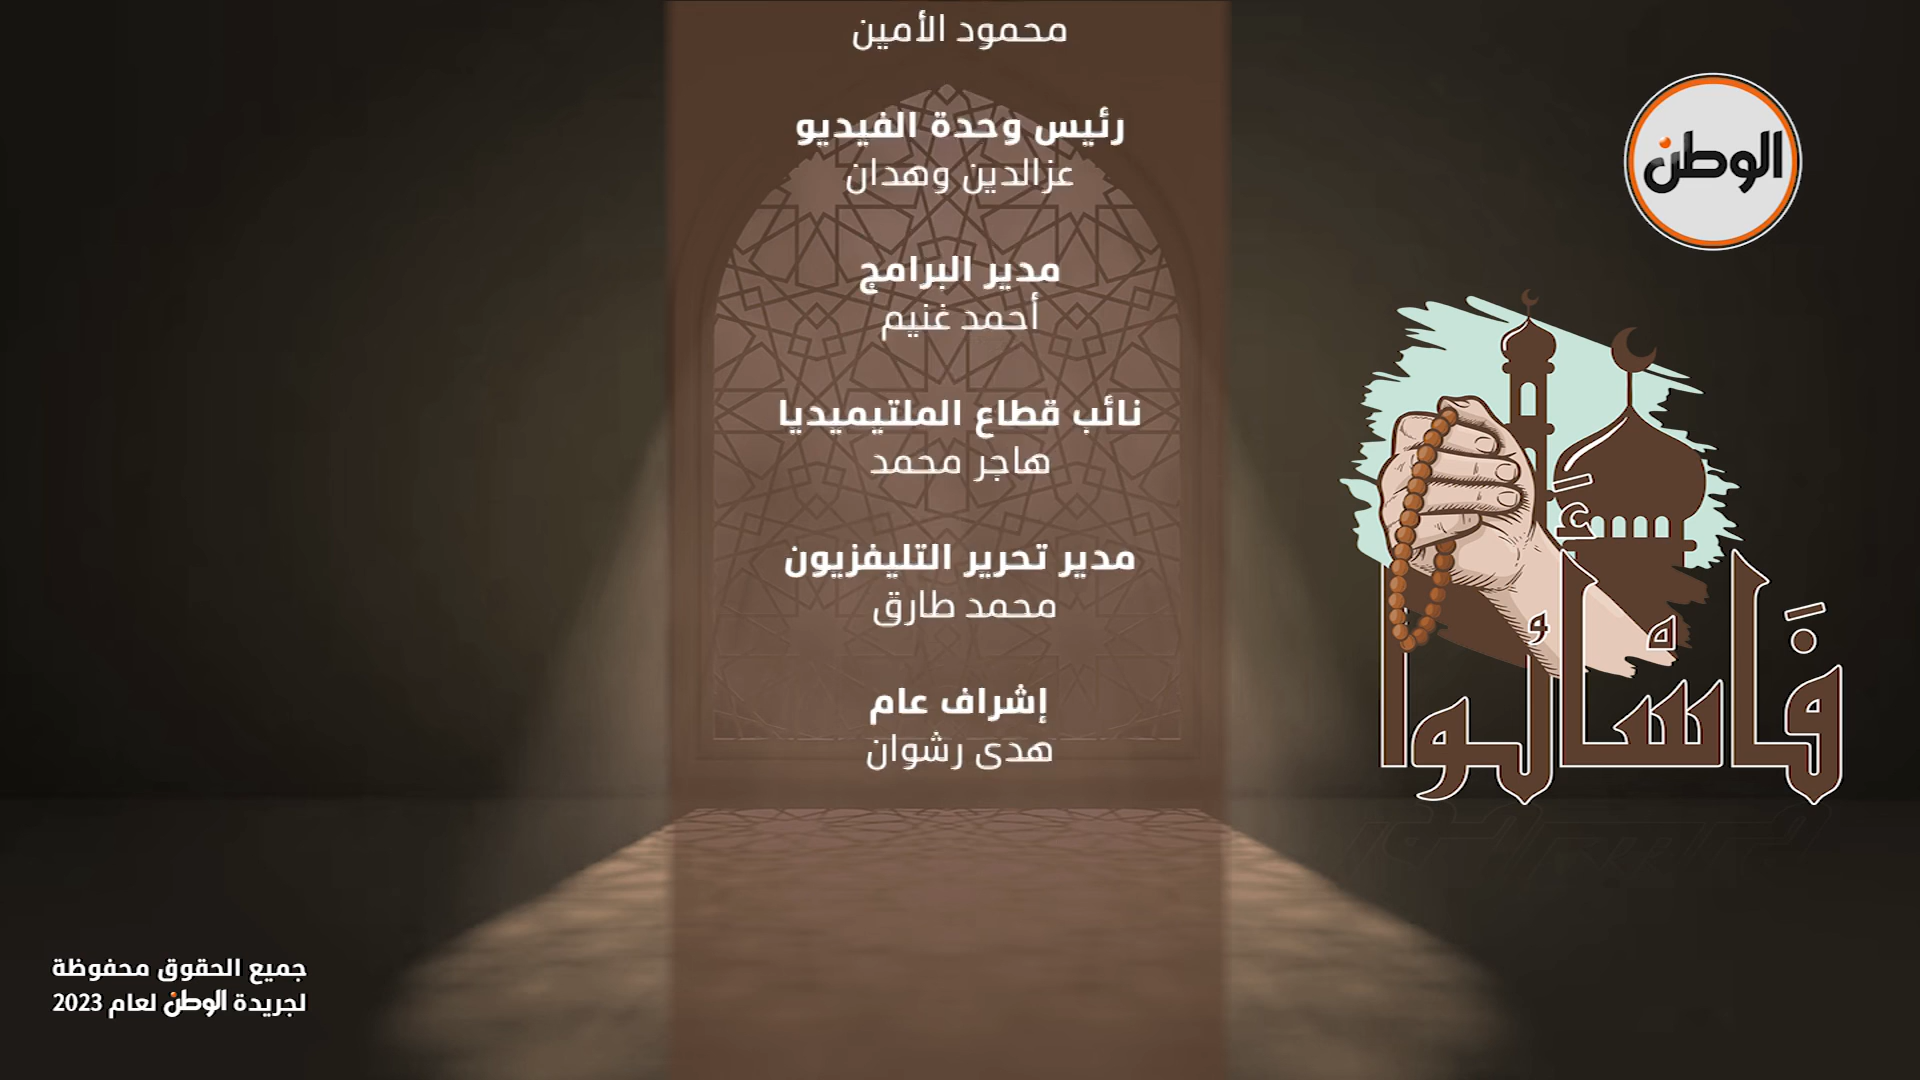 محمود الأمين
رئيس وحدة الفيديو
عزالدين وهدان
مدير البرامج
أحمد غنيم
نائب قطاع الملتيميديا
هاجر محمد
مدير تحرير التليفزيون
محمد طارق
إشراف عام
هدى رشوان
الوطن
فَاسْأَلُوا
جميع الحقوق محفوظة
لجريدة الوطن لعام 2023